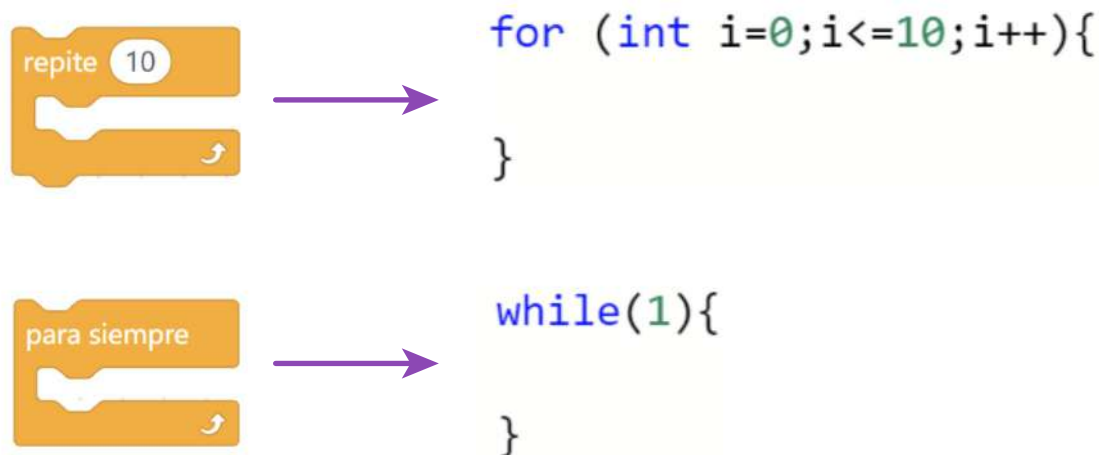 repite 10
for (int i=0;i<=10;i++){
}
para siempre
while(1){
}